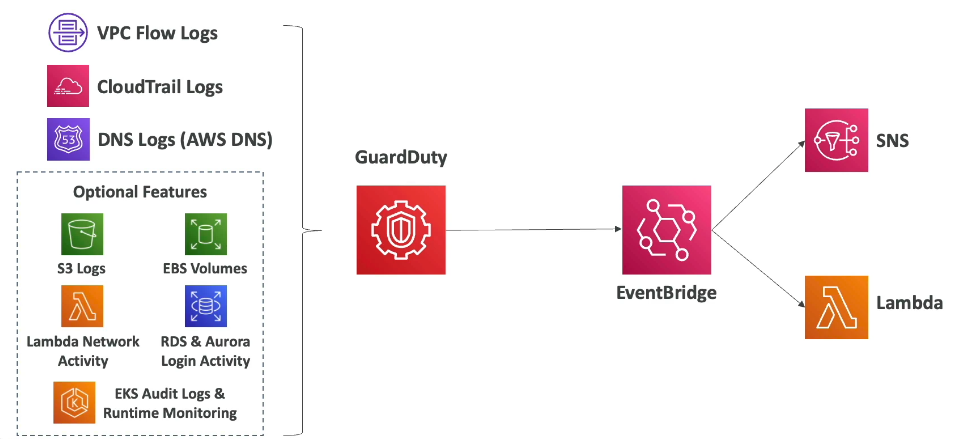 VPC Flow Logs
CloudTrail Logs
53
DNS Logs (AWS DNS)
Optional Features
S3 Logs
EBS Volumes
Lambda Network
Activity
RDS & Aurora
Login Activity
K
EKS Audit Logs &
Runtime Monitoring
GuardDuty
EventBridge
SNS
Lambda